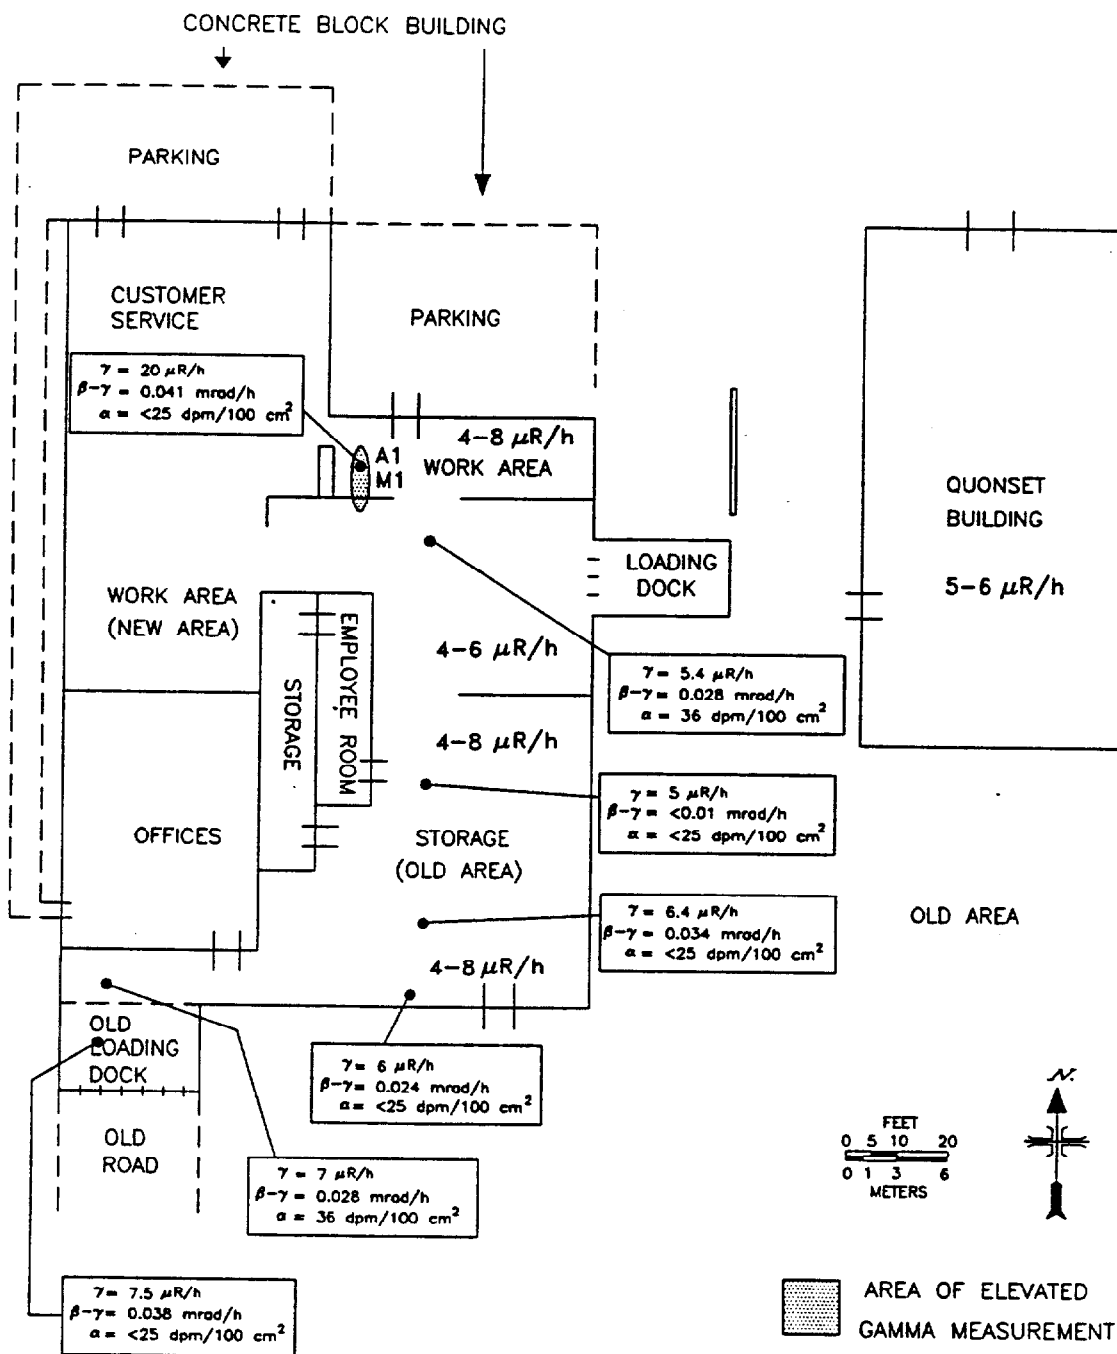 CONCRETE BLOCK BUILDING
PARKING
CUSTOMER
SERVICE
PARKING
γ = 20 μR/h
β-γ = 0.041 mrad/h
α = <25 dpm/100 cm²
4-8 μR/h
WORK AREA
A1
M1
QUONSET
BUILDING
5-6 μR/h
LOADING
DOCK
WORK AREA
(NEW AREA)
EMPLOYEE ROOM
STORAGE
4-6 μR/h
γ = 5.4 μR/h
β-γ = 0.028 mrad/h
α = 36 dpm/100 cm²
4-8 μR/h
γ = 5 μR/h
β-γ = <0.01 mrad/h
α = <25 dpm/100 cm²
OFFICES
STORAGE
(OLD AREA)
γ = 6.4 μR/h
β-γ = 0.034 mrad/h
α = <25 dpm/100 cm²
OLD AREA
4-8 μR/h
OLD
LOADING
DOCK
γ = 6 μR/h
β-γ = 0.024 mrad/h
α = <25 dpm/100 cm²
OLD
ROAD
γ = 7 μR/h
β-γ = 0.028 mrad/h
α = 36 dpm/100 cm²
N.
FEET
0 5 10 20
0 1 3 6
METERS
γ = 7.5 μR/h
β-γ = 0.038 mrad/h
α = <25 dpm/100 cm²
AREA OF ELEVATED
GAMMA MEASUREMENT